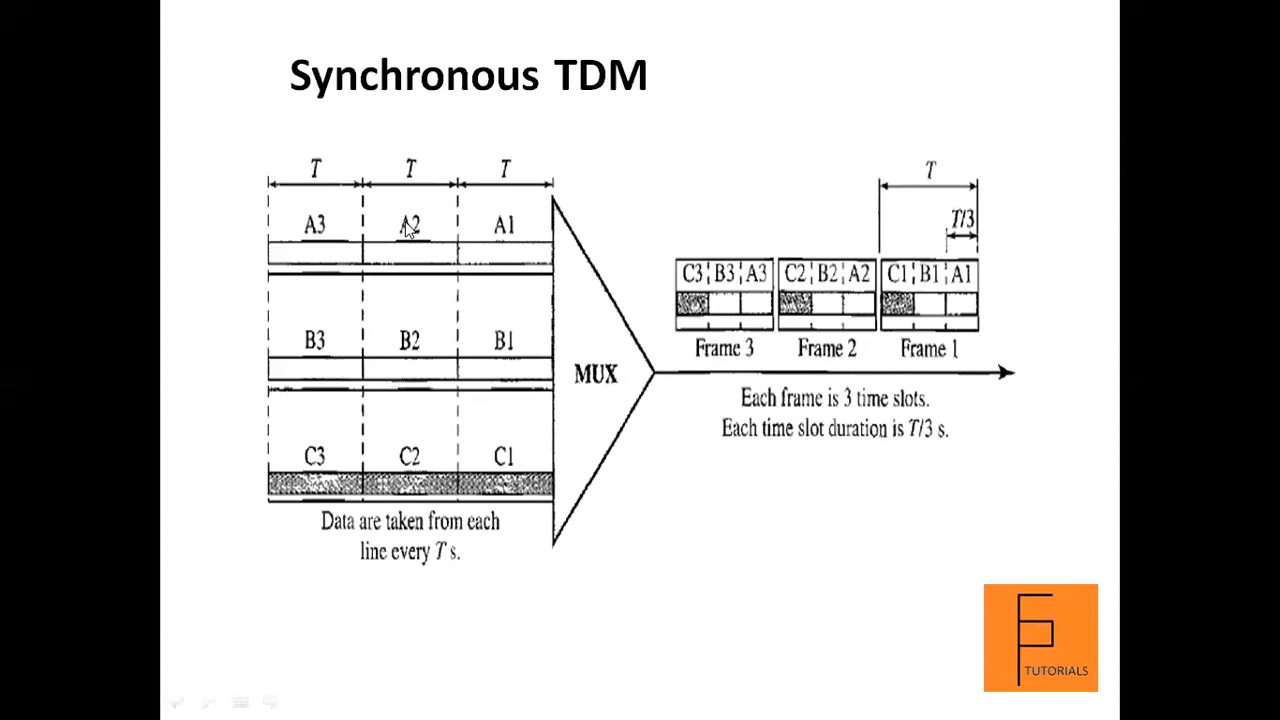 Synchronous TDM
T T T
T
T/3
A3 A2 A1
C3 B3 A3 C2 B2 A2 C1 B1 A1
Frame 3 Frame 2 Frame 1
B3 B2 B1
MUX
Each frame is 3 time slots.
Each time slot duration is T/3 s.
C3 C2 C1
Data are taken from each
line every T s.
TUTORIALS